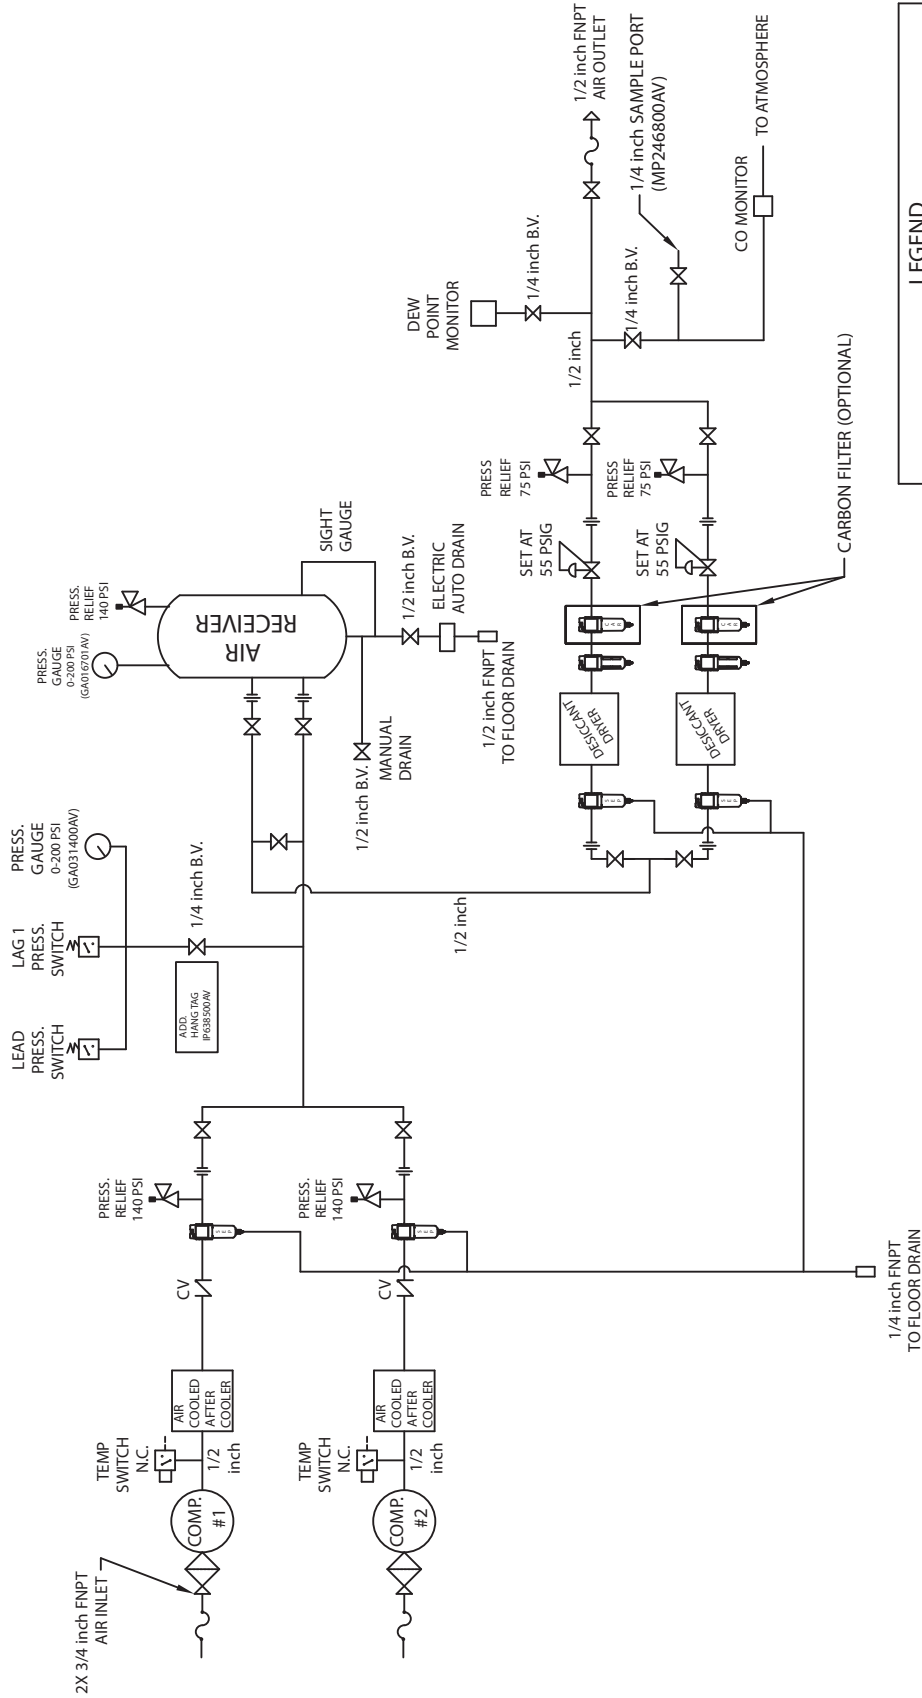 2X 3/4 inch FNPT
AIR INLET
COMP.
#1
TEMP
SWITCH
N.C.
1/2
inch
AIR
COOLED
AFTER
COOLER
CV
SEP
PRESS.
RELIEF
140 PSI
COMP.
#2
TEMP
SWITCH
N.C.
1/2
inch
AIR
COOLED
AFTER
COOLER
CV
SEP
PRESS.
RELIEF
140 PSI
1/4 inch FNPT
TO FLOOR DRAIN
LEAD
PRESS.
SWITCH
LAG 1
PRESS.
SWITCH
PRESS.
GAUGE
0-200 PSI
(GA031400AV)
ADD.
HANG TAG
IP638500AV
1/4 inch B.V.
PRESS.
GAUGE
0-200 PSI
(GA016701AV)
PRESS.
RELIEF
140 PSI
AIR
RECEIVER
SIGHT
GAUGE
1/2 inch B.V.
MANUAL
DRAIN
1/2 inch B.V.
ELECTRIC
AUTO DRAIN
1/2 inch FNPT
TO FLOOR DRAIN
1/2 inch
SEP
DESICCANT
DRYER
CAR
SET AT
55 PSIG
PRESS
RELIEF
75 PSI
SEP
DESICCANT
DRYER
CAR
SET AT
55 PSIG
PRESS
RELIEF
75 PSI
CARBON FILTER (OPTIONAL)
1/2 inch
DEW
POINT
MONITOR
1/4 inch B.V.
1/4 inch B.V.
1/2 inch FNPT
AIR OUTLET
1/4 inch SAMPLE PORT
(MP246800AV)
CO MONITOR
TO ATMOSPHERE
LEGEND